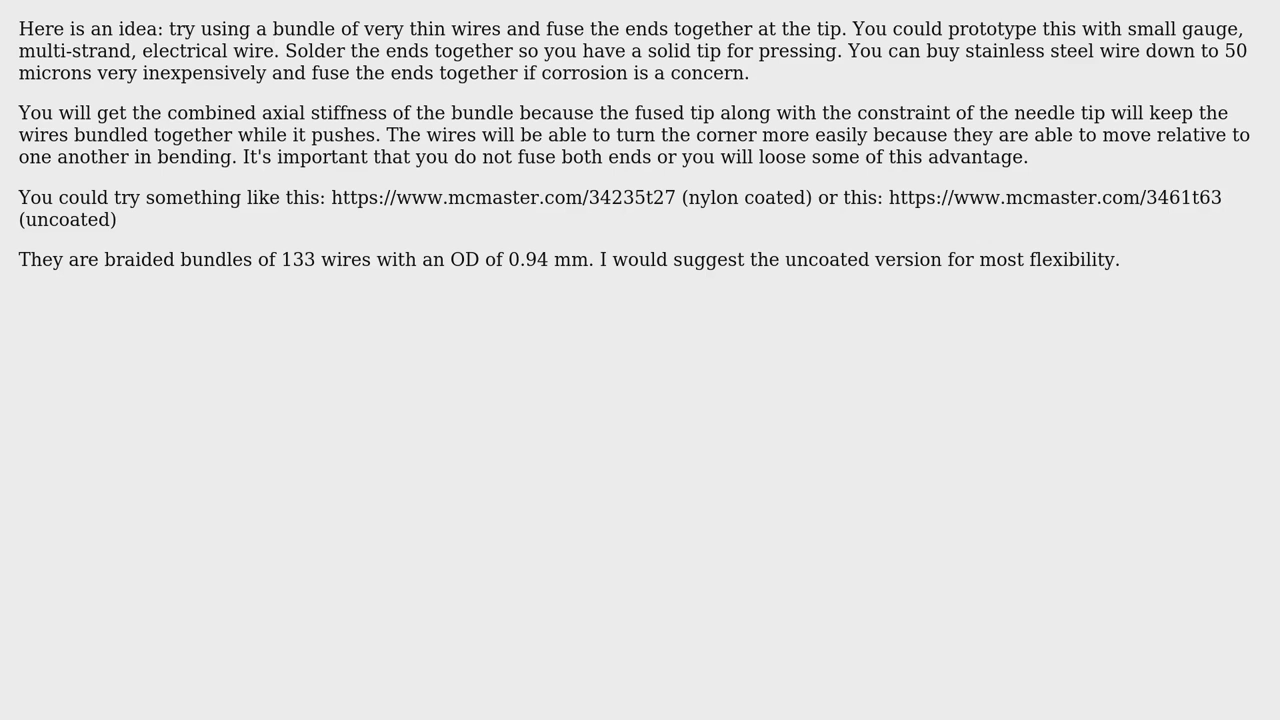 Here is an idea: try using a bundle of very thin wires and fuse the ends together at the tip. You could prototype this with small gauge,
multi-strand, electrical wire. Solder the ends together so you have a solid tip for pressing. You can buy stainless steel wire down to 50
microns very inexpensively and fuse the ends together if corrosion is a concern.
You will get the combined axial stiffness of the bundle because the fused tip along with the constraint of the needle tip will keep the
wires bundled together while it pushes. The wires will be able to turn the corner more easily because they are able to move relative to
one another in bending. It's important that you do not fuse both ends or you will loose some of this advantage.
You could try something like this: https://www.mcmaster.com/34235t27 (nylon coated) or this: https://www.mcmaster.com/3461t63
(uncoated)
They are braided bundles of 133 wires with an OD of 0.94 mm. I would suggest the uncoated version for most flexibility.